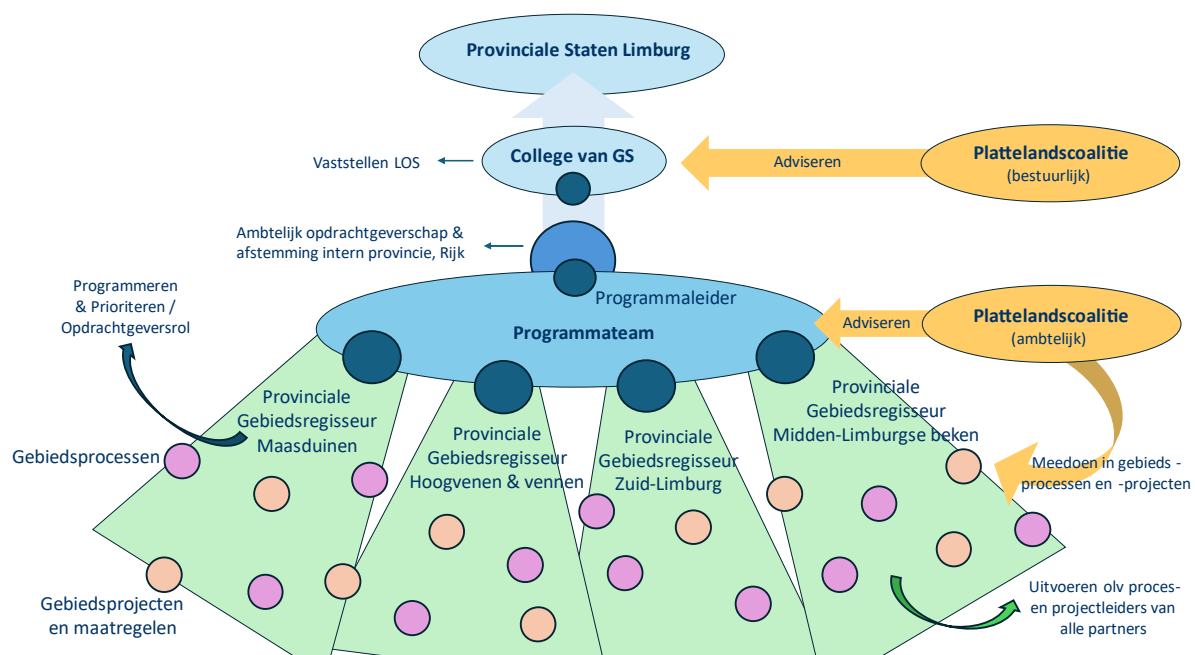 Provinciale Staten Limburg
College van GS
Vaststellen LOS
Adviseren
Plattelandscoalitie
(bestuurlijk)
Ambtelijk opdrachtgeverschap &
afstemming intern provincie, Rijk
Programmeren
& Prioriteren /
Opdrachtgeversrol
Programmaleider
Programmateam
Adviseren
Plattelandscoalitie
(ambtelijk)
Provinciale
Gebiedsregisseur
Maasduinen
Provinciale
Gebiedsregisseur
Hoogvenen & vennen
Provinciale
Gebiedsregisseur
Zuid-Limburg
Provinciale
Gebiedsregisseur
Midden-Limburgse beken
Gebiedsprocessen
Meedoen in gebieds -
processen en -projecten
Gebiedsprojecten
en maatregelen
Uitvoeren olv proces-
en projectleiders van
alle partners